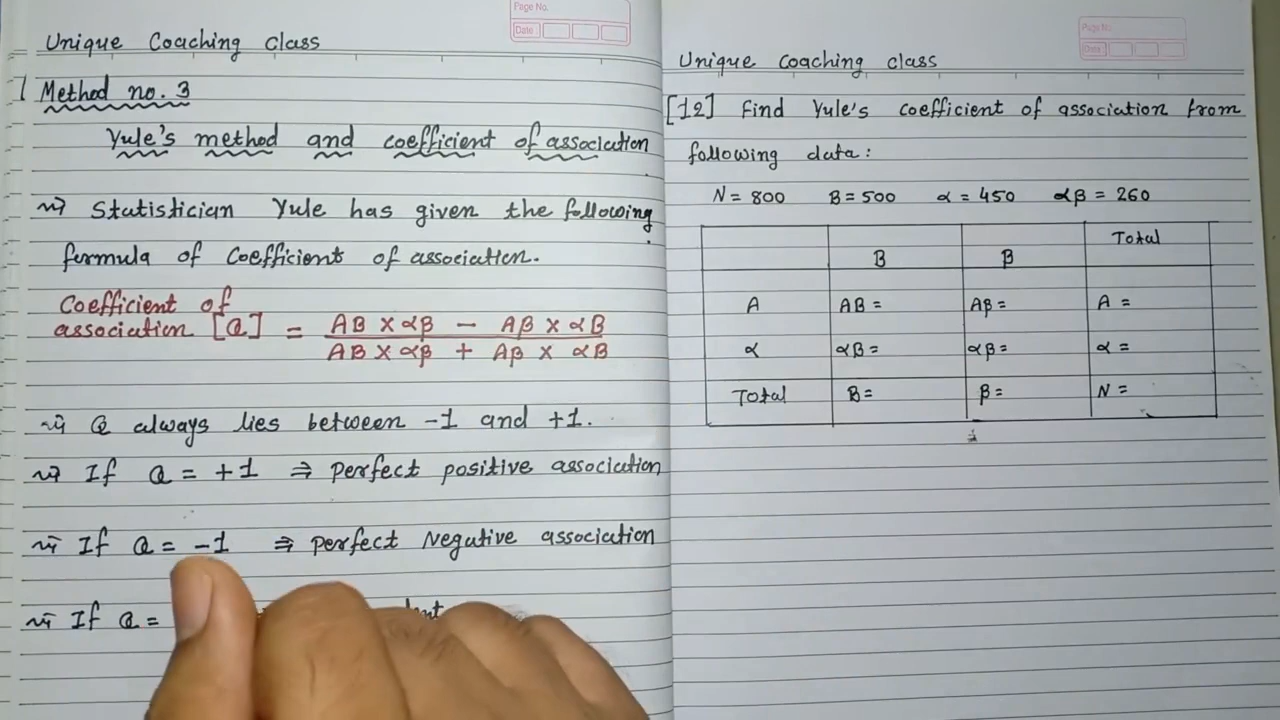 Page No.
Date
Unique Coaching Class
Method no. 3
Yule's method and coefficient of association
⇝ Statistician Yule has given the following
formula of Coefficient of association.
Coefficient of
association [Q] = AB × αβ − Aβ × αB
AB × αβ + Aβ × αB
⇝ Q always lies between -1 and +1.
⇝ If Q = +1 ⇒ perfect positive association
⇝ If Q = -1 ⇒ perfect Negative association
⇝ If Q =
Page No.
Date
Unique Coaching class
[12] Find Yule's coefficient of association from
following data:
N = 800 B = 500 α = 450 αβ = 260
B β Total
A AB = Aβ = A =
α αB = αβ = α =
Total B = β = N =